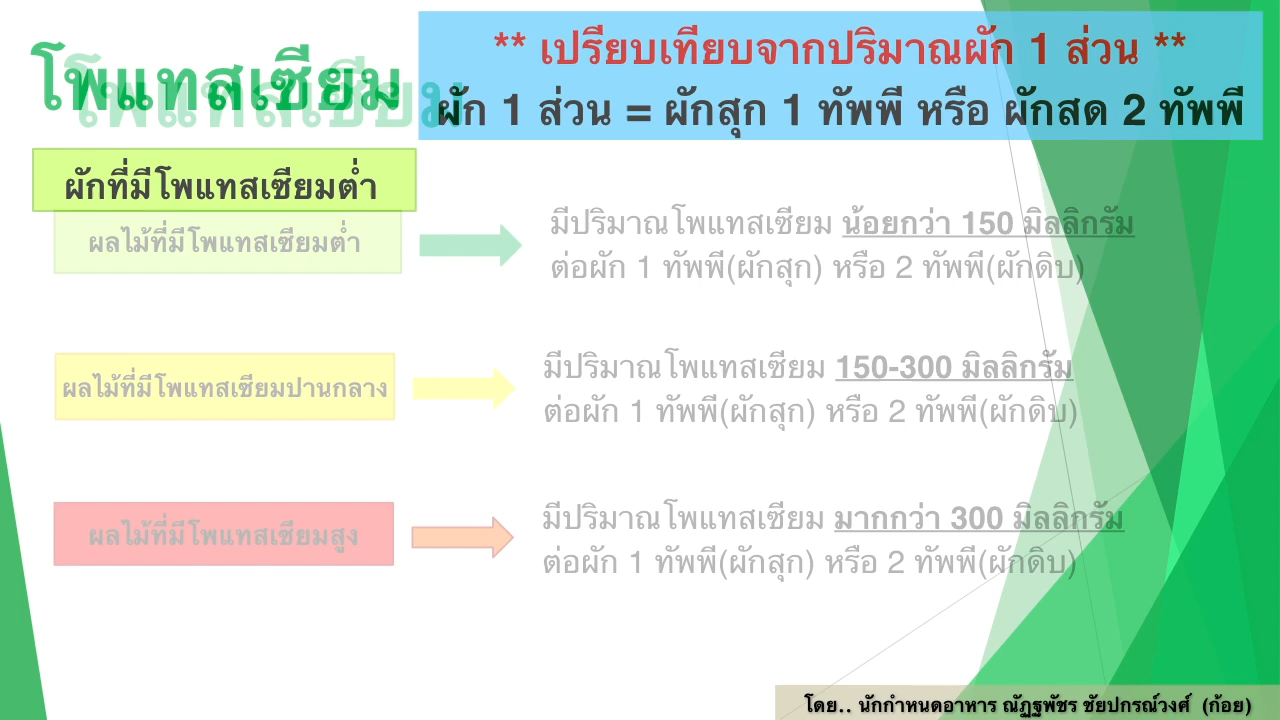 โพแทสเซียม
โพแทสเซียม
** เปรียบเทียบจากปริมาณผัก 1 ส่วน **
ผัก 1 ส่วน = ผักสุก 1 ทัพพี หรือ ผักสด 2 ทัพพี
ผักที่มีโพแทสเซียมต่ำ
ผลไม้ที่มีโพแทสเซียมต่ำ
มีปริมาณโพแทสเซียม น้อยกว่า 150 มิลลิกรัม
ต่อผัก 1 ทัพพี(ผักสุก) หรือ 2 ทัพพี(ผักดิบ)
ผลไม้ที่มีโพแทสเซียมปานกลาง
มีปริมาณโพแทสเซียม 150-300 มิลลิกรัม
ต่อผัก 1 ทัพพี(ผักสุก) หรือ 2 ทัพพี(ผักดิบ)
ผลไม้ที่มีโพแทสเซียมสูง
มีปริมาณโพแทสเซียม มากกว่า 300 มิลลิกรัม
ต่อผัก 1 ทัพพี(ผักสุก) หรือ 2 ทัพพี(ผักดิบ)
โดย.. นักกำหนดอาหาร ณัฏฐพัชร ชัยปกรณ์วงศ์ (ก้อย)